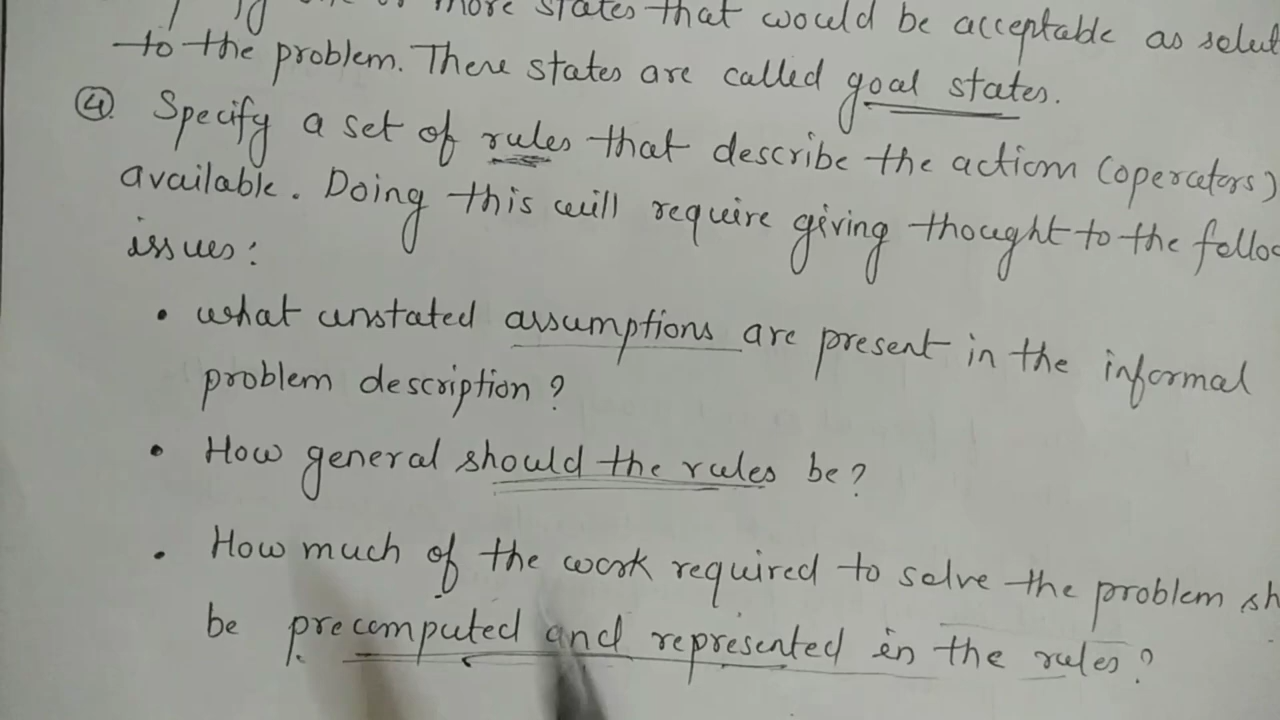 more states that would be acceptable as solut
to the problem. There states are called goal states.
④. Specify a set of rules that describe the actions (operators)
available. Doing this will require giving thought to the follo
issues:
• what unstated assumptions are present in the informal
problem description?
• How general should the rules be?
• How much of the work required to solve the problem sh
be precomputed and represented in the rules?